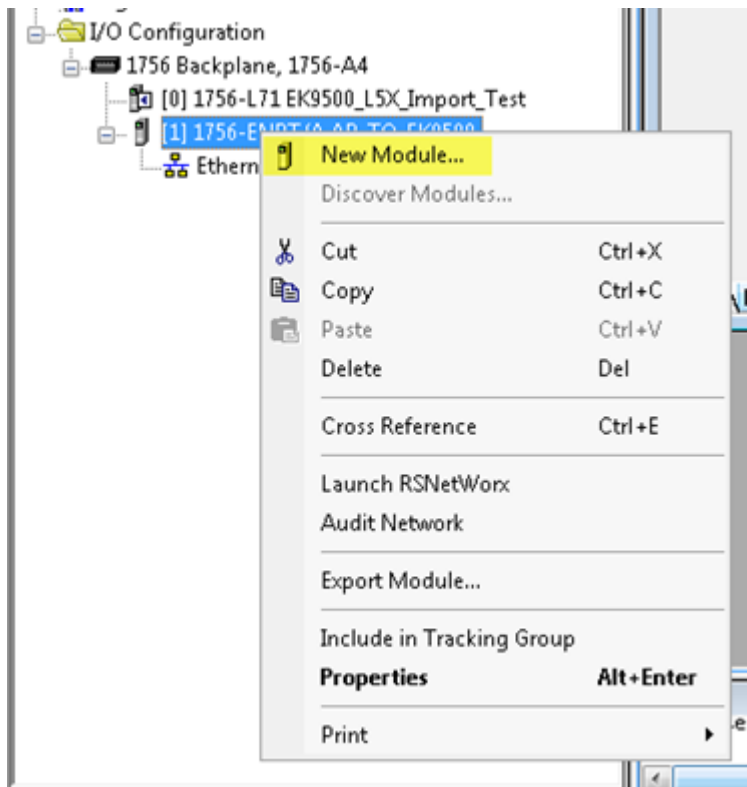 I/O Configuration
1756 Backplane, 1756-A4
[0] 1756-L71 EK9500_L5X_Import_Test
[1] 1756-ENBT/A AB_TO_EK9500
Ethern
New Module...
Discover Modules...
Cut Ctrl+X
Copy Ctrl+C
Paste Ctrl+V
Delete Del
Cross Reference Ctrl+E
Launch RSNetWorx
Audit Network
Export Module...
Include in Tracking Group
Properties Alt+Enter
Print